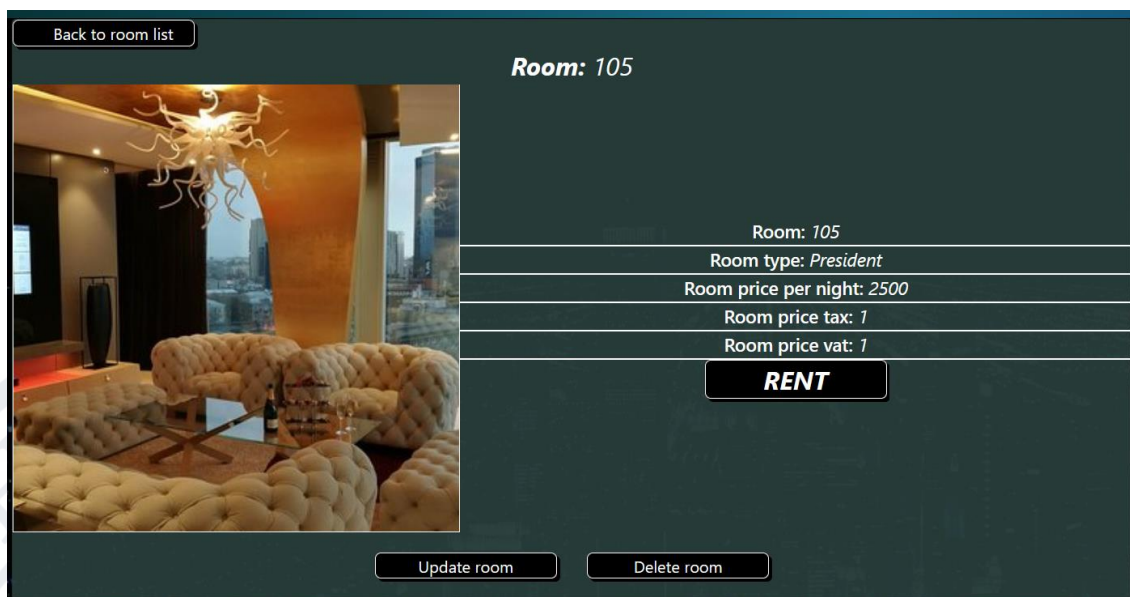 Back to room list
Room: 105
Room: 105
Room type: President
Room price per night: 2500
Room price tax: 1
Room price vat: 1
RENT
Update room
Delete room